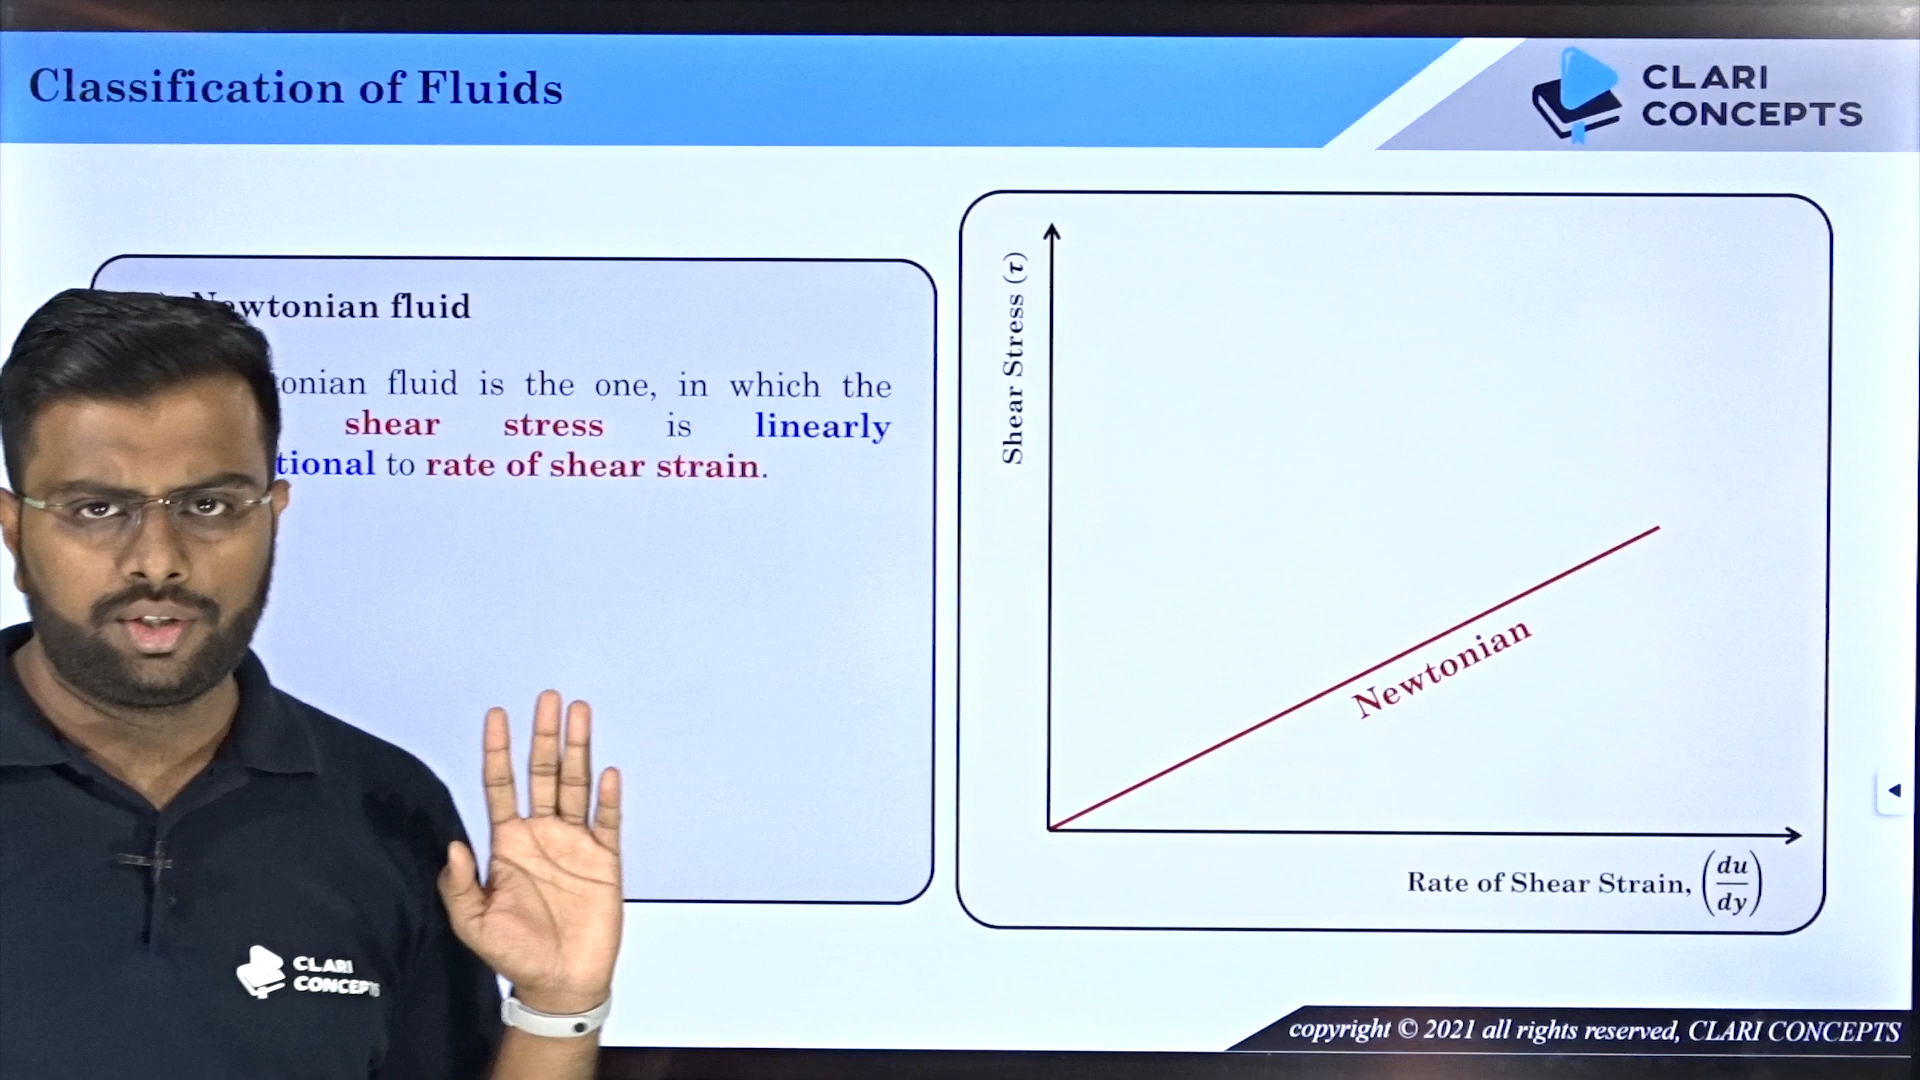 Classification of Fluids
CLARI
CONCEPTS
Newtonian fluid
onian fluid is the one, in which the
shear stress is linearly
tional to rate of shear strain.
Shear Stress (τ)
Newtonian
Rate of Shear Strain, (du/dy)
CLARI
CONCEPTS
copyright © 2021 all rights reserved, CLARI CONCEPTS